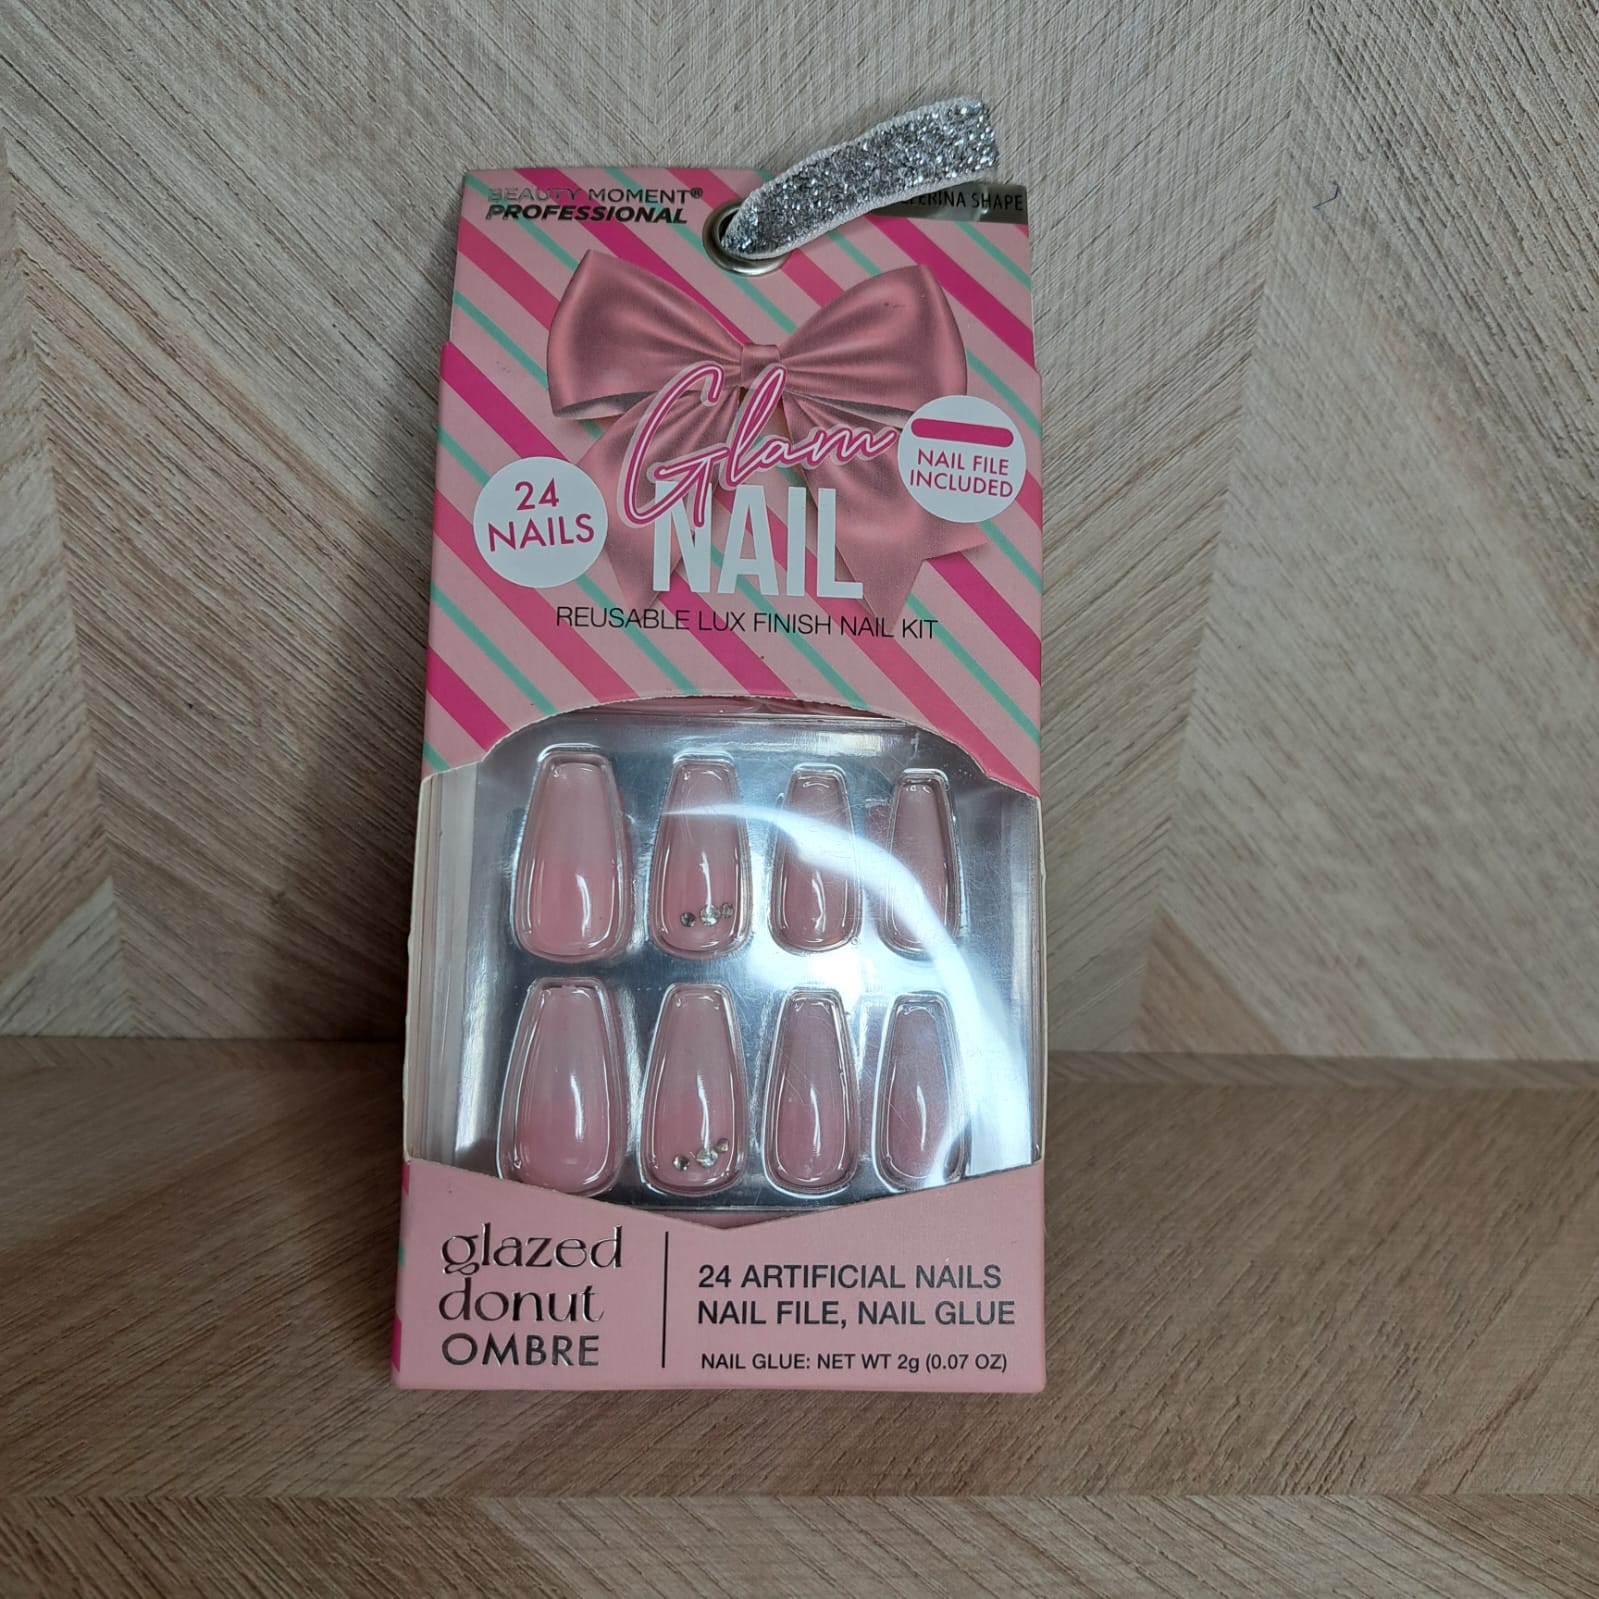 BEAUTY MOMENT®
PROFESSIONAL
SHAPE
Glam
NAIL
24
NAILS
NAIL FILE
INCLUDED
REUSABLE LUX FINISH NAIL KIT
glazed
donut
OMBRE
24 ARTIFICIAL NAILS
NAIL FILE, NAIL GLUE
NAIL GLUE: NET WT 2g (0.07 OZ)